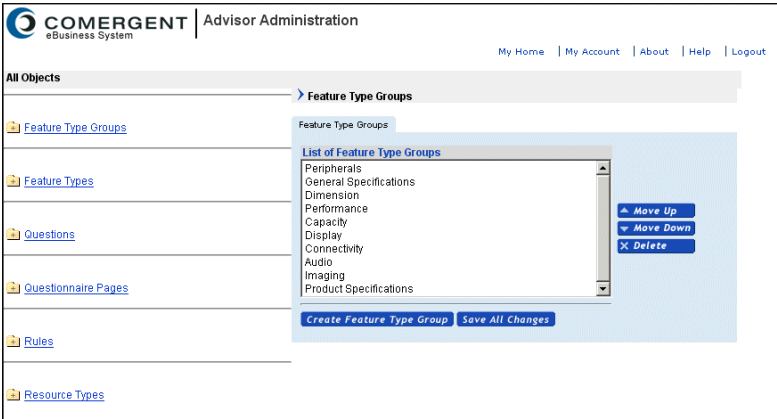 COMERGENT
eBusiness System
Advisor Administration
My Home | My Account | About | Help | Logout
All Objects
Feature Type Groups
Feature Types
Questions
Questionnaire Pages
Rules
Resource Types
Feature Type Groups
Feature Type Groups
List of Feature Type Groups
Peripherals
General Specifications
Dimension
Performance
Capacity
Display
Connectivity
Audio
Imaging
Product Specifications
Move Up
Move Down
X Delete
Create Feature Type Group
Save All Changes